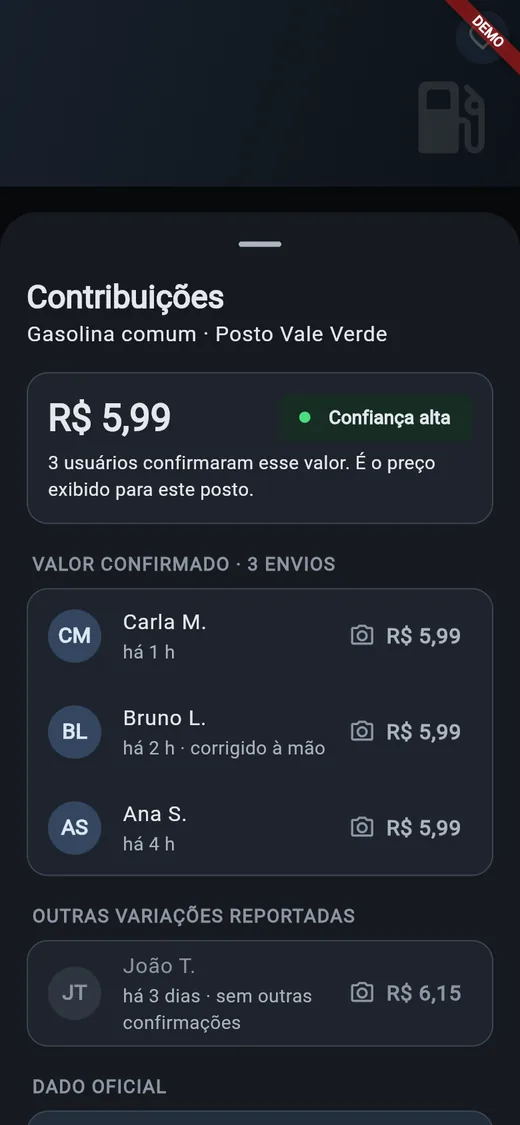 DEMO
Contribuições
Gasolina comum · Posto Vale Verde
R$ 5,99
Confiança alta
3 usuários confirmaram esse valor. É o preço
exibido para este posto.
VALOR CONFIRMADO · 3 ENVIOS
CM
Carla M.
há 1 h
R$ 5,99
BL
Bruno L.
há 2 h · corrigido à mão
R$ 5,99
AS
Ana S.
há 4 h
R$ 5,99
OUTRAS VARIAÇÕES REPORTADAS
JT
João T.
há 3 dias · sem outras
confirmações
R$ 6,15
DADO OFICIAL